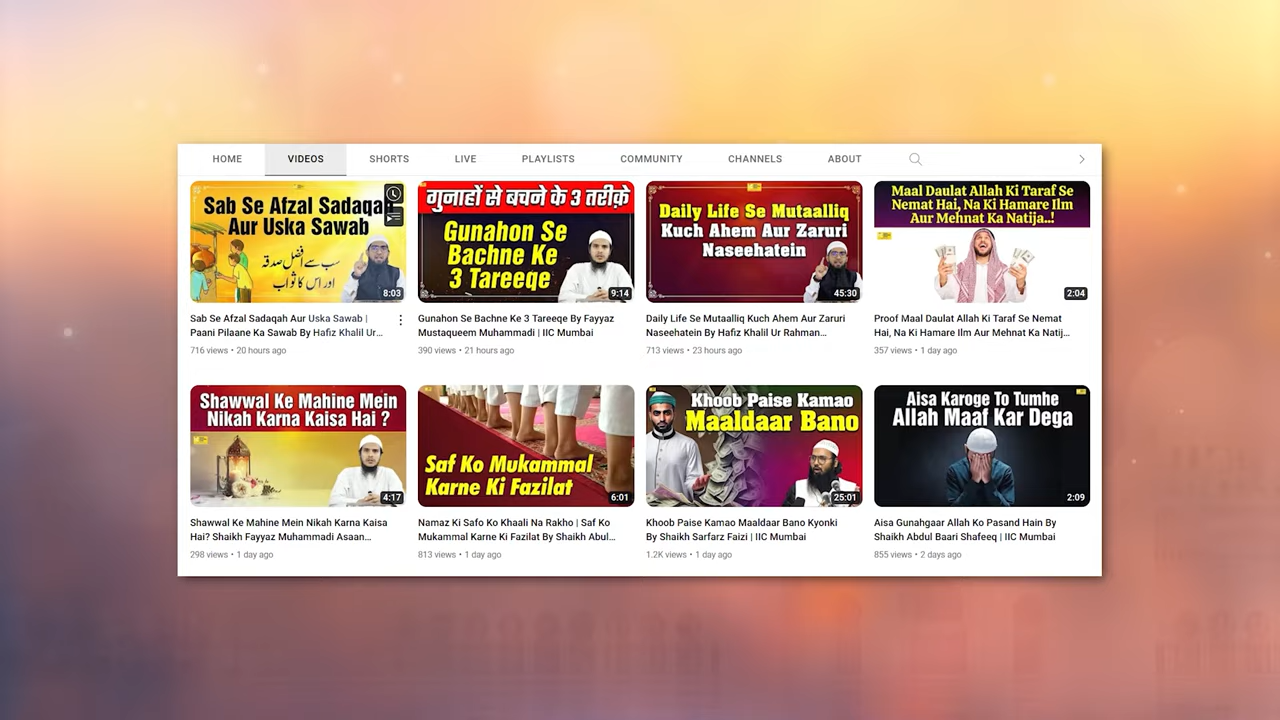 HOME VIDEOS SHORTS LIVE PLAYLISTS COMMUNITY CHANNELS ABOUT
Sab Se Afzal Sadaqah
Aur Uska Sawab
سب سے افضل صدقہ
اور اس کا ثواب
8:03
Sab Se Afzal Sadaqah Aur Uska Sawab |
Paani Pilaane Ka Sawab By Hafiz Khalil Ur...
716 views • 20 hours ago
गुनाहों से बचने के 3 तरीक़े
Gunahon Se
Bachne Ke
3 Tareeqe
9:14
Gunahon Se Bachne Ke 3 Tareeqe By Fayyaz
Mustaqueem Muhammadi | IIC Mumbai
390 views • 21 hours ago
Daily Life Se Mutaalliq
Kuch Ahem Aur Zaruri
Naseehatein
45:30
Daily Life Se Mutaalliq Kuch Ahem Aur Zaruri
Naseehatein By Hafiz Khalil Ur Rahman...
713 views • 23 hours ago
Maal Daulat Allah Ki Taraf Se
Nemat Hai, Na Ki Hamare Ilm
Aur Mehnat Ka Natija..!
2:04
Proof Maal Daulat Allah Ki Taraf Se Nemat
Hai, Na Ki Hamare Ilm Aur Mehnat Ka Natij...
357 views • 1 day ago
Shawwal Ke Mahine Mein
Nikah Karna Kaisa Hai ?
4:17
Shawwal Ke Mahine Mein Nikah Karna Kaisa
Hai? Shaikh Fayyaz Muhammadi Asaan...
298 views • 1 day ago
Saf Ko Mukammal
Karne Ki Fazilat
6:01
Namaz Ki Safo Ko Khaali Na Rakho | Saf Ko
Mukammal Karne Ki Fazilat By Shaikh Abul...
813 views • 1 day ago
Khoob Paise Kamao
Maaldaar Bano
25:01
Khoob Paise Kamao Maaldaar Bano Kyonki
By Shaikh Sarfarz Faizi | IIC Mumbai
1.2K views • 1 day ago
Aisa Karoge To Tumhe
Allah Maaf Kar Dega
2:09
Aisa Gunahgaar Allah Ko Pasand Hain By
Shaikh Abdul Baari Shafeeq | IIC Mumbai
855 views • 2 days ago